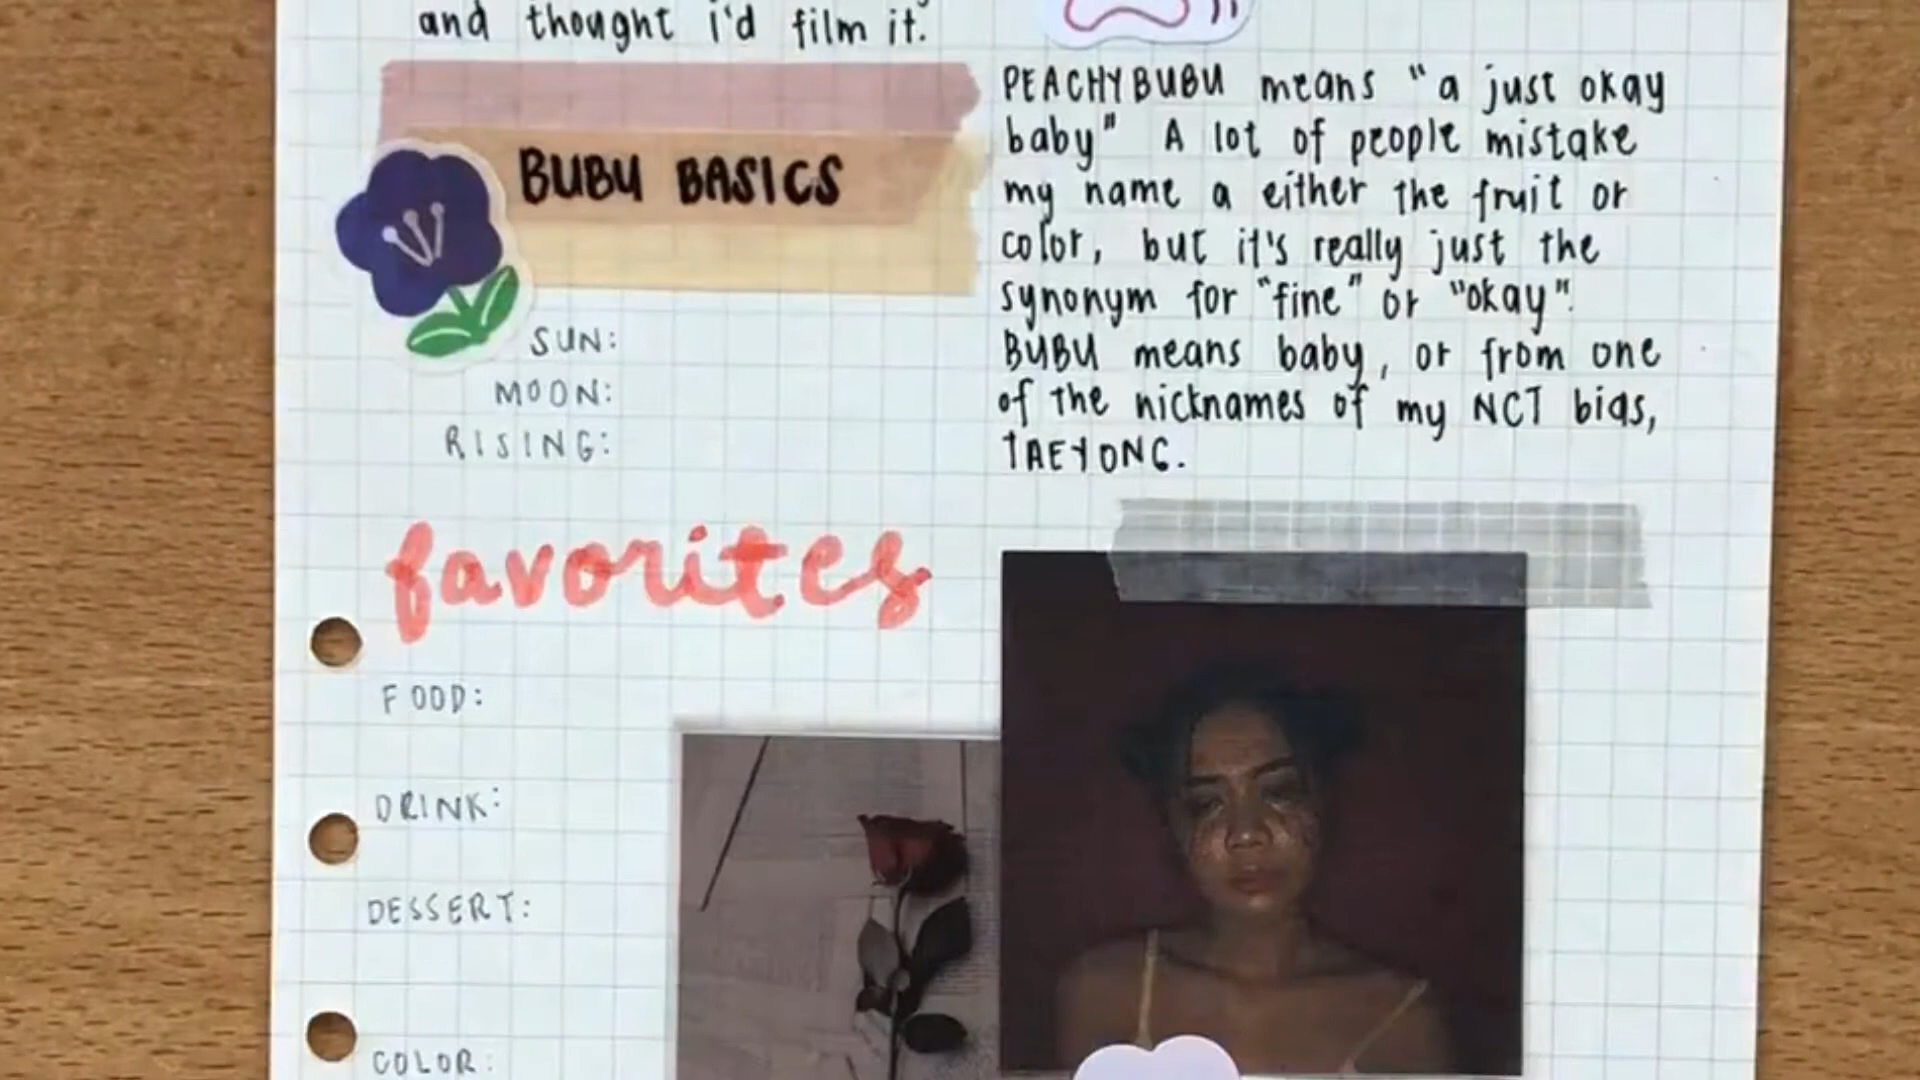 and thought i'd film it.
BUBU BASICS
SUN:
MOON:
RISING:
favorites
FOOD:
DRINK:
DESSERT:
COLOR:
PEACHYBUBU means "a just okay
baby" A lot of people mistake
my name a either the fruit or
color, but it's really just the
synonym for "fine" or "okay".
BUBU means baby, or from one
of the nicknames of my NCT bias,
TAEYONG.